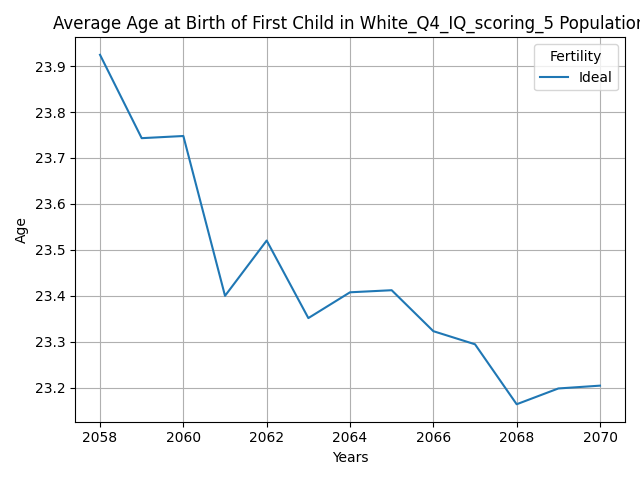 Average Age at Birth of First Child in White_Q4_IQ_scoring_5 Population
Fertility
Ideal
23.9
23.8
23.7
23.6
23.5
23.4
23.3
23.2
Age
2058 2060 2062 2064 2066 2068 2070
Years